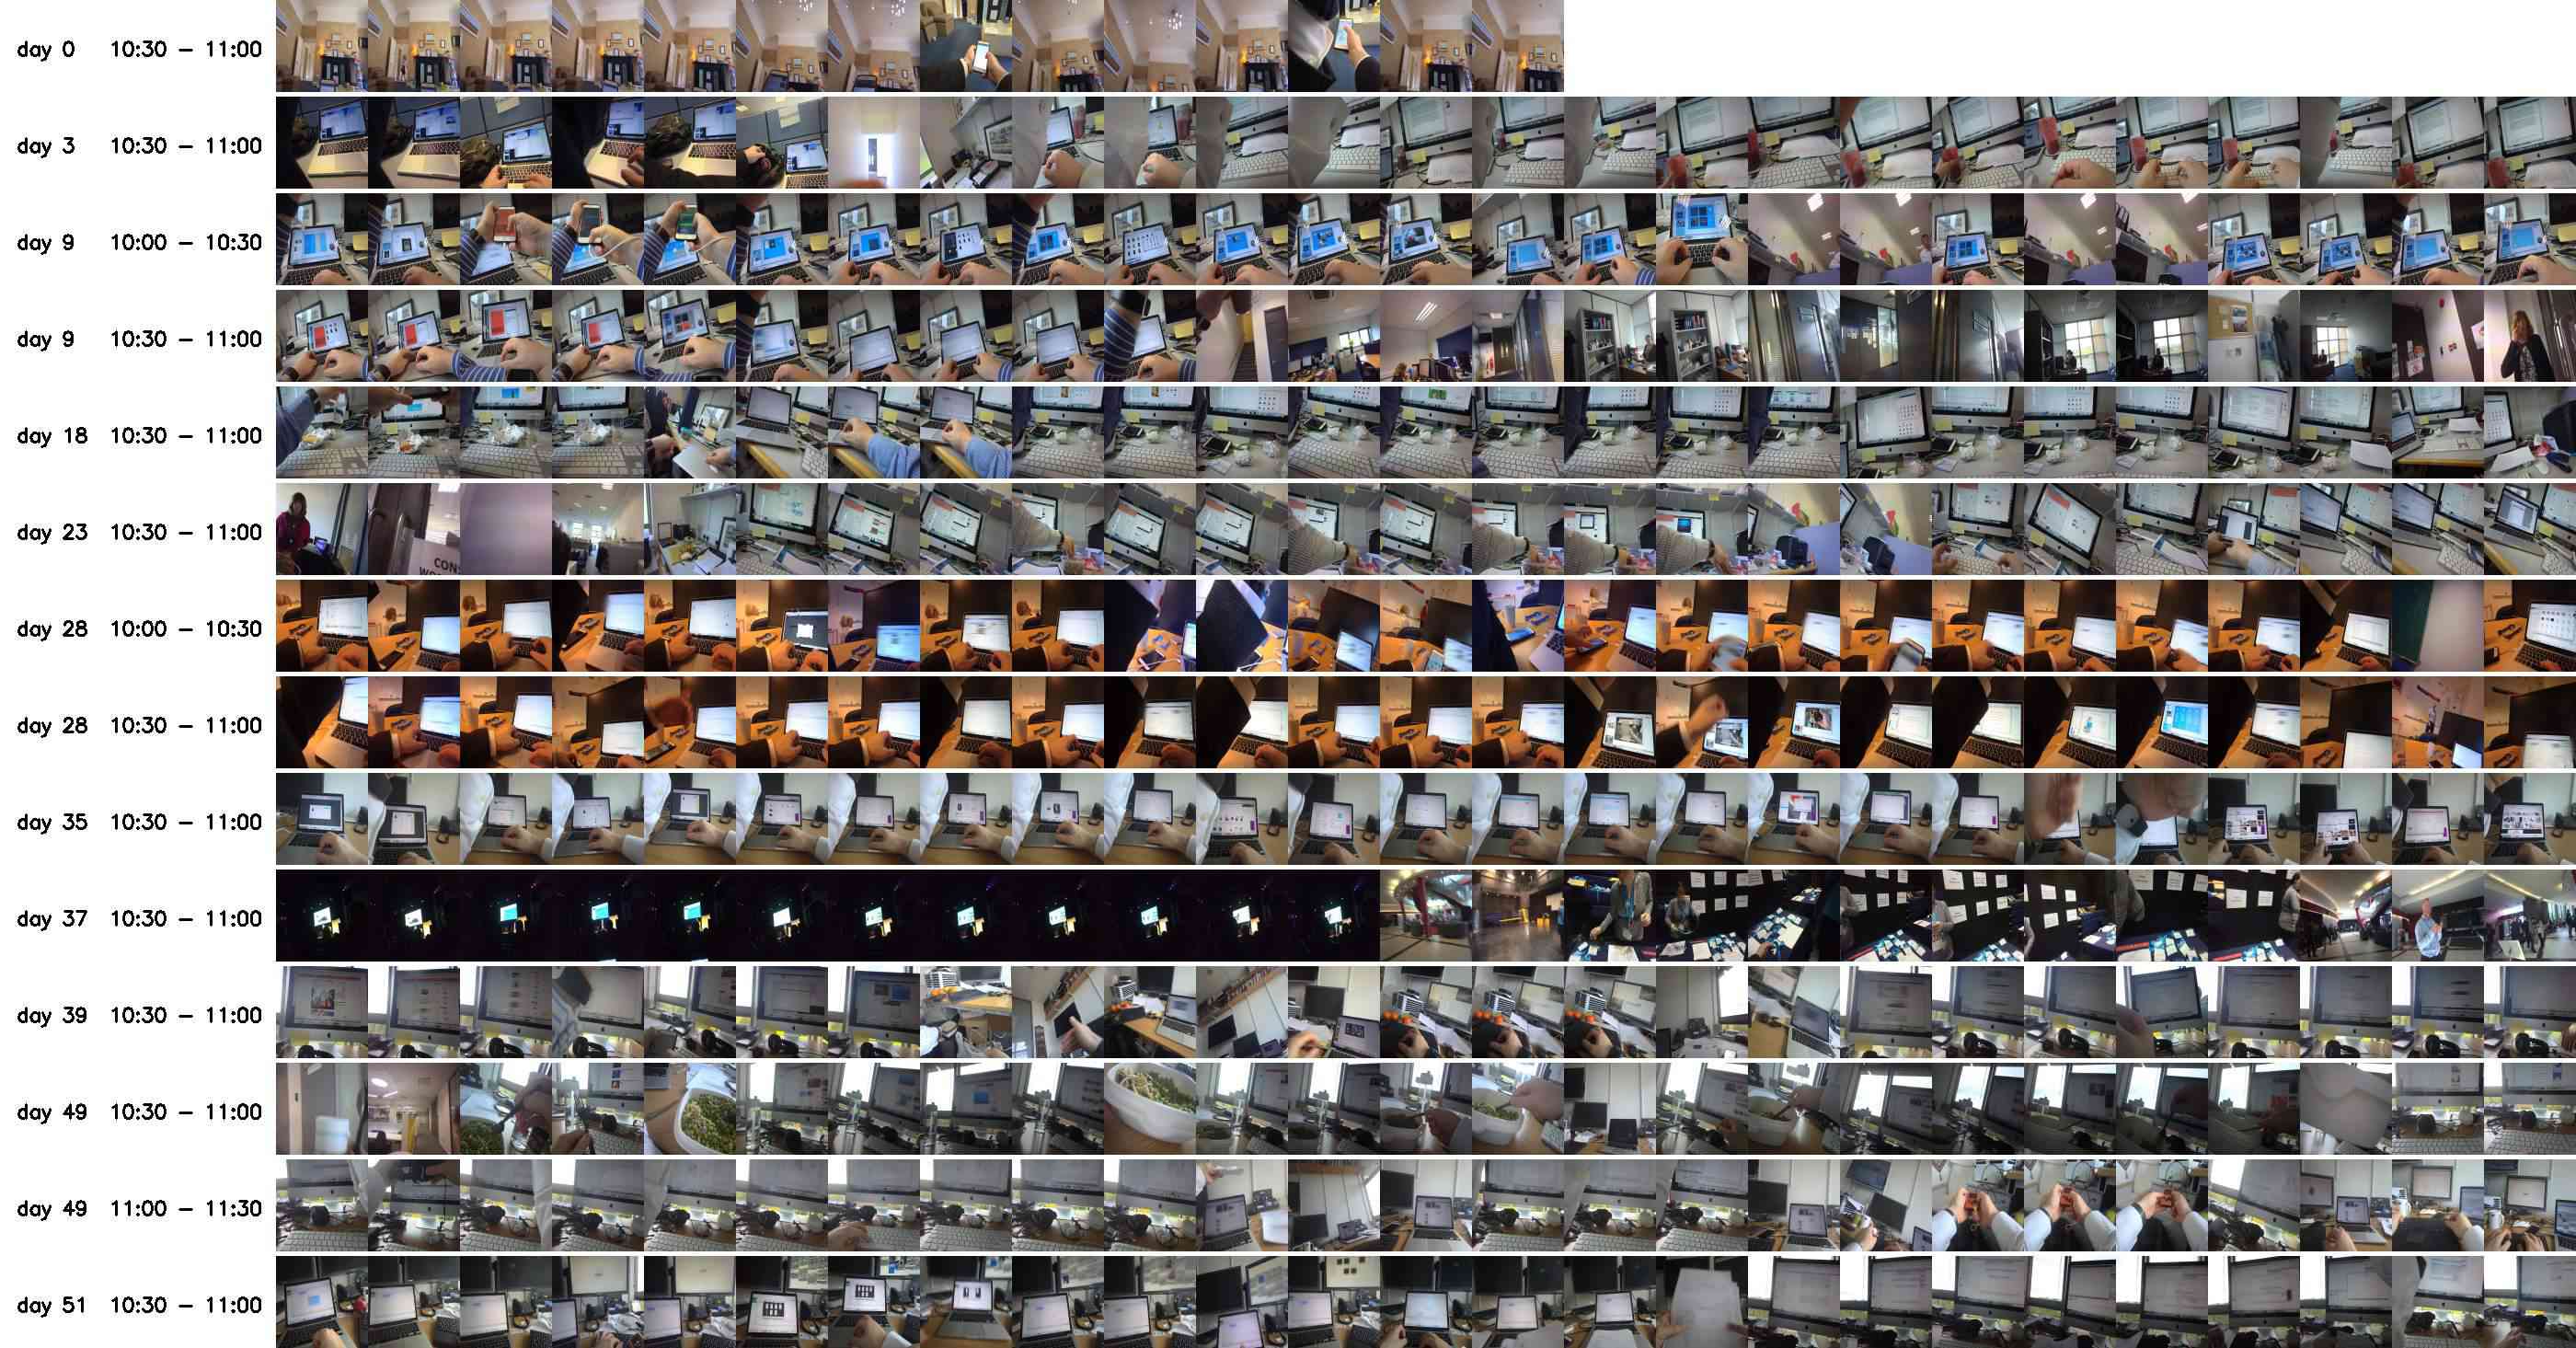 day 0 10:30 – 11:00
day 3 10:30 – 11:00
day 9 10:00 – 10:30
day 9 10:30 – 11:00
day 18 10:30 – 11:00
day 23 10:30 – 11:00
CONS
day 28 10:00 – 10:30
day 28 10:30 – 11:00
day 35 10:30 – 11:00
day 37 10:30 – 11:00
day 39 10:30 – 11:00
day 49 10:30 – 11:00
day 49 11:00 – 11:30
day 51 10:30 – 11:00